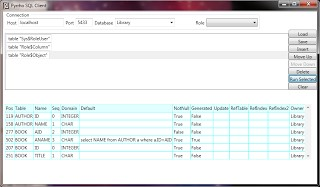 Pyrrho SQL Client
Connection
Host localhost Port 5433 Database Library Role
table "Sys$RoleUser"
table "Role$Column"
table "Role$Object"
Load
Save
Insert
Move Up
Move Down
Delete
Run Selected
Clear
Pos Table Name Seq Domain Default NotNull Generated Update RefTable RefIndex RefIndex2 Owner
119 AUTHOR ID 0 INTEGER True False Library
158 AUTHOR NAME 1 CHAR True False Library
277 BOOK AID 2 INTEGER False Library
302 BOOK ANAME 3 CHAR select NAME from AUTHOR a where a.ID=AID True True Library
207 BOOK ID 0 INTEGER True False Library
251 BOOK TITLE 1 CHAR True False Library